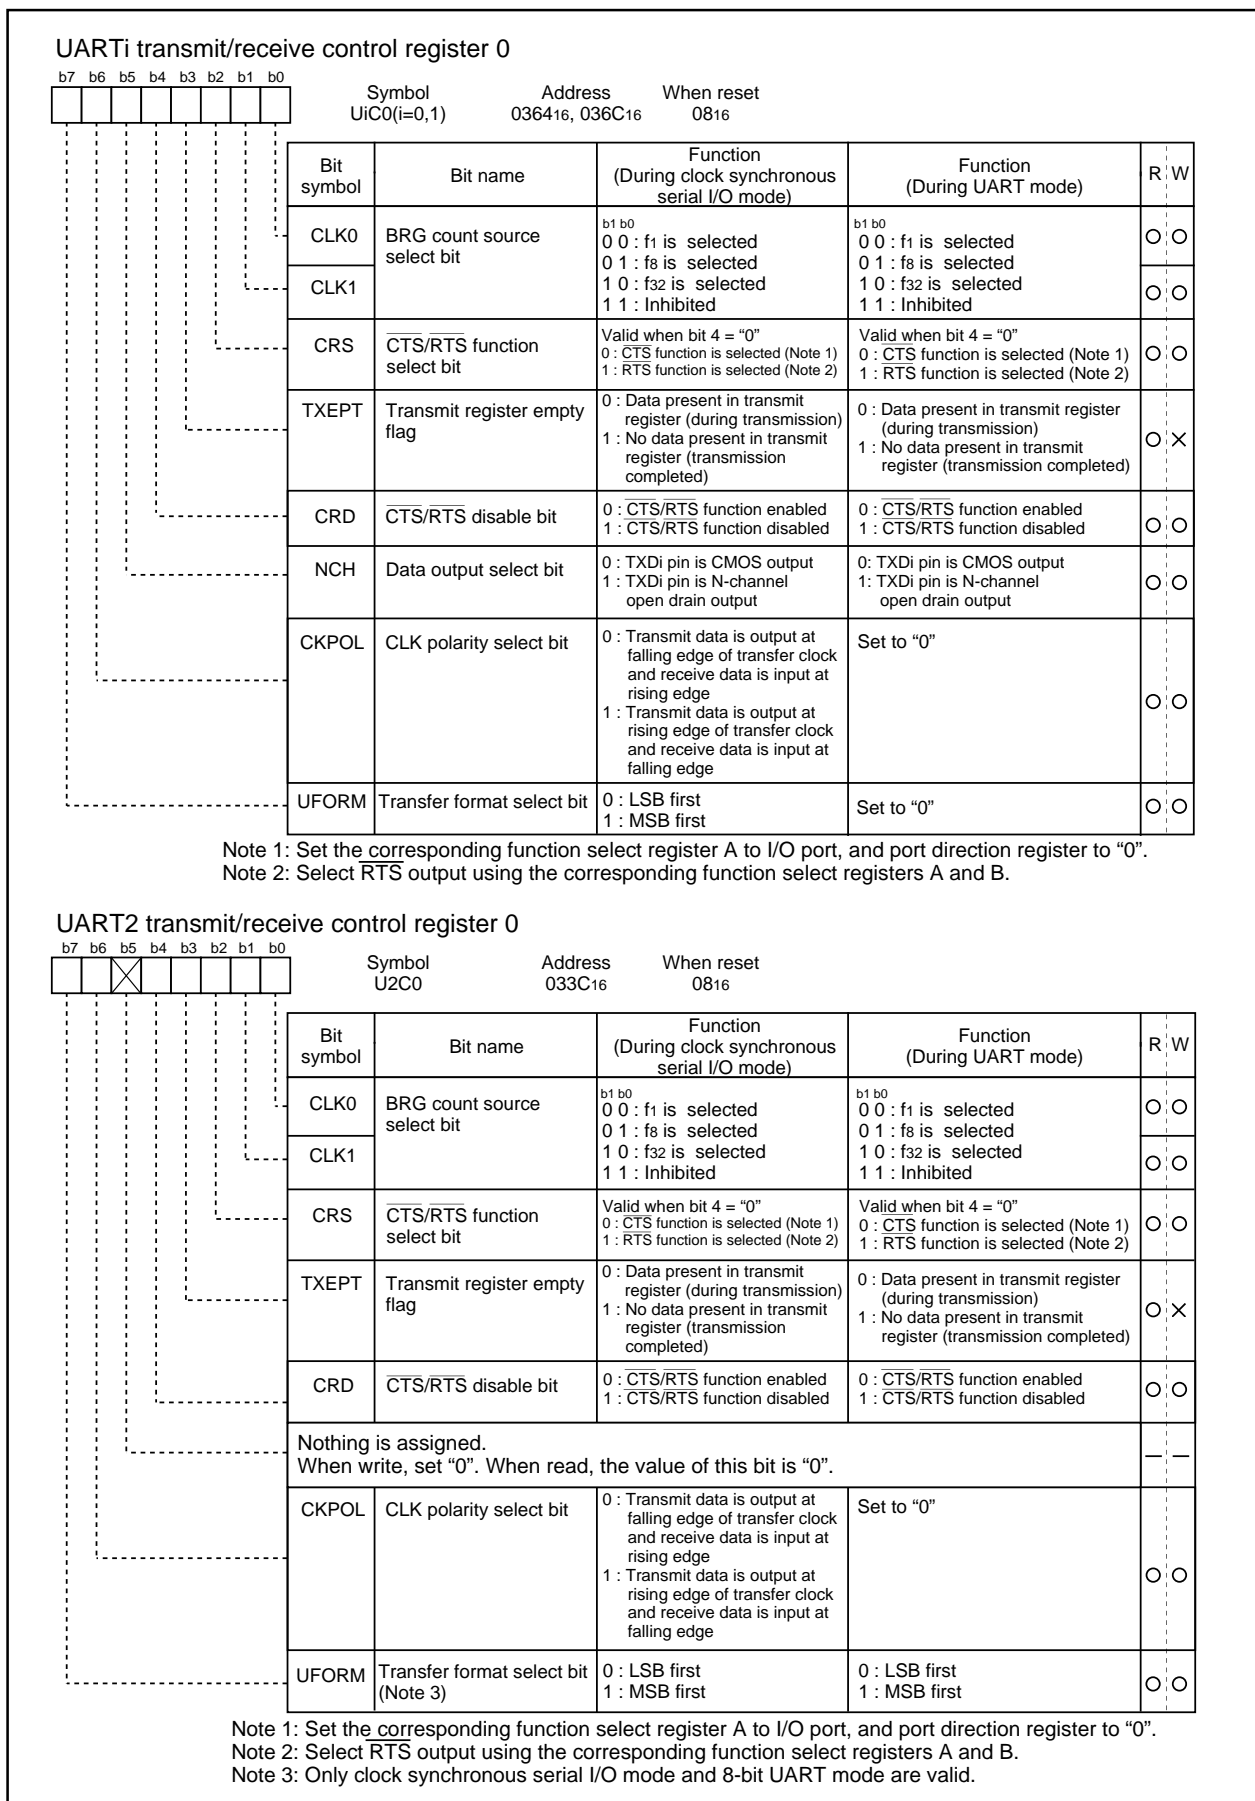 UARTi transmit/receive control register 0
b7 b6 b5 b4 b3 b2 b1 b0
Symbol Address When reset
UiC0(i=0,1) 036416, 036C16 0816
Bit symbol Bit name Function (During clock synchronous serial I/O mode) Function (During UART mode) R W
CLK0 BRG count source select bit
CLK1
b1 b0
0 0 : f1 is selected
0 1 : f8 is selected
1 0 : f32 is selected
1 1 : Inhibited
b1 b0
0 0 : f1 is selected
0 1 : f8 is selected
1 0 : f32 is selected
1 1 : Inhibited
CRS CTS/RTS function select bit
Valid when bit 4 = “0”
0 : CTS function is selected (Note 1)
1 : RTS function is selected (Note 2)
Valid when bit 4 = “0”
0 : CTS function is selected (Note 1)
1 : RTS function is selected (Note 2)
TXEPT Transmit register empty flag
0 : Data present in transmit
register (during transmission)
1 : No data present in transmit
register (transmission
completed)
0 : Data present in transmit register
(during transmission)
1 : No data present in transmit
register (transmission completed)
CRD CTS/RTS disable bit
0 : CTS/RTS function enabled
1 : CTS/RTS function disabled
0 : CTS/RTS function enabled
1 : CTS/RTS function disabled
NCH Data output select bit
0 : TXDi pin is CMOS output
1 : TXDi pin is N-channel
open drain output
0: TXDi pin is CMOS output
1: TXDi pin is N-channel
open drain output
CKPOL CLK polarity select bit
0 : Transmit data is output at
falling edge of transfer clock
and receive data is input at
rising edge
1 : Transmit data is output at
rising edge of transfer clock
and receive data is input at
falling edge
Set to “0”
UFORM Transfer format select bit
0 : LSB first
1 : MSB first
Set to “0”
Note 1: Set the corresponding function select register A to I/O port, and port direction register to “0”.
Note 2: Select RTS output using the corresponding function select registers A and B.
UART2 transmit/receive control register 0
b7 b6 b5 b4 b3 b2 b1 b0
Symbol Address When reset
U2C0 033C16 0816
Bit symbol Bit name Function (During clock synchronous serial I/O mode) Function (During UART mode) R W
CLK0 BRG count source select bit
CLK1
b1 b0
0 0 : f1 is selected
0 1 : f8 is selected
1 0 : f32 is selected
1 1 : Inhibited
b1 b0
0 0 : f1 is selected
0 1 : f8 is selected
1 0 : f32 is selected
1 1 : Inhibited
CRS CTS/RTS function select bit
Valid when bit 4 = “0”
0 : CTS function is selected (Note 1)
1 : RTS function is selected (Note 2)
Valid when bit 4 = “0”
0 : CTS function is selected (Note 1)
1 : RTS function is selected (Note 2)
TXEPT Transmit register empty flag
0 : Data present in transmit
register (during transmission)
1 : No data present in transmit
register (transmission
completed)
0 : Data present in transmit register
(during transmission)
1 : No data present in transmit
register (transmission completed)
CRD CTS/RTS disable bit
0 : CTS/RTS function enabled
1 : CTS/RTS function disabled
0 : CTS/RTS function enabled
1 : CTS/RTS function disabled
Nothing is assigned.
When write, set “0”. When read, the value of this bit is “0”.
CKPOL CLK polarity select bit
0 : Transmit data is output at
falling edge of transfer clock
and receive data is input at
rising edge
1 : Transmit data is output at
rising edge of transfer clock
and receive data is input at
falling edge
Set to “0”
UFORM Transfer format select bit (Note 3)
0 : LSB first
1 : MSB first
0 : LSB first
1 : MSB first
Note 1: Set the corresponding function select register A to I/O port, and port direction register to “0”.
Note 2: Select RTS output using the corresponding function select registers A and B.
Note 3: Only clock synchronous serial I/O mode and 8-bit UART mode are valid.